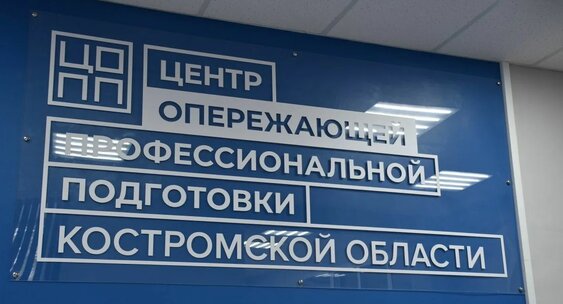 ЦО
ПП
ЦЕНТР
ОПЕРЕЖАЮЩЕЙ
ПРОФЕССИОНАЛЬНОЙ
ПОДГОТОВКИ
КОСТРОМСКОЙ ОБЛАСТИ